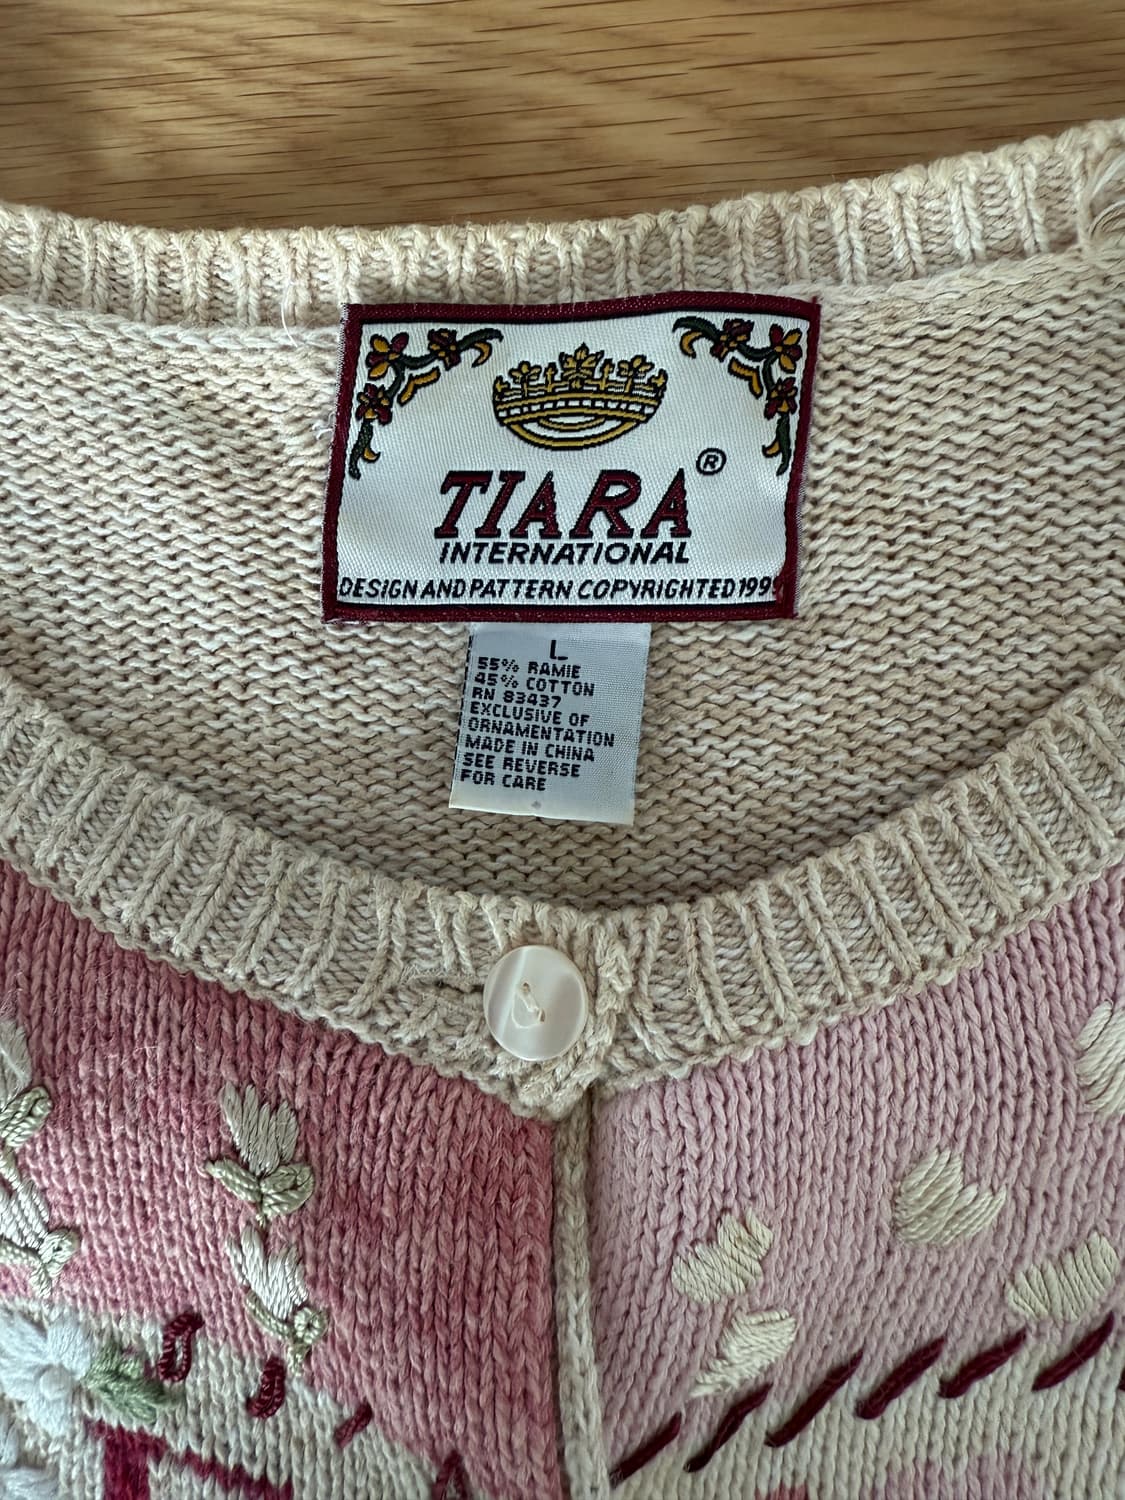 TIARA®
INTERNATIONAL
DESIGN AND PATTERN COPYRIGHTED 1999
L
55% RAMIE
45% COTTON
RN 83437
EXCLUSIVE OF
ORNAMENTATION
MADE IN CHINA
SEE REVERSE
FOR CARE